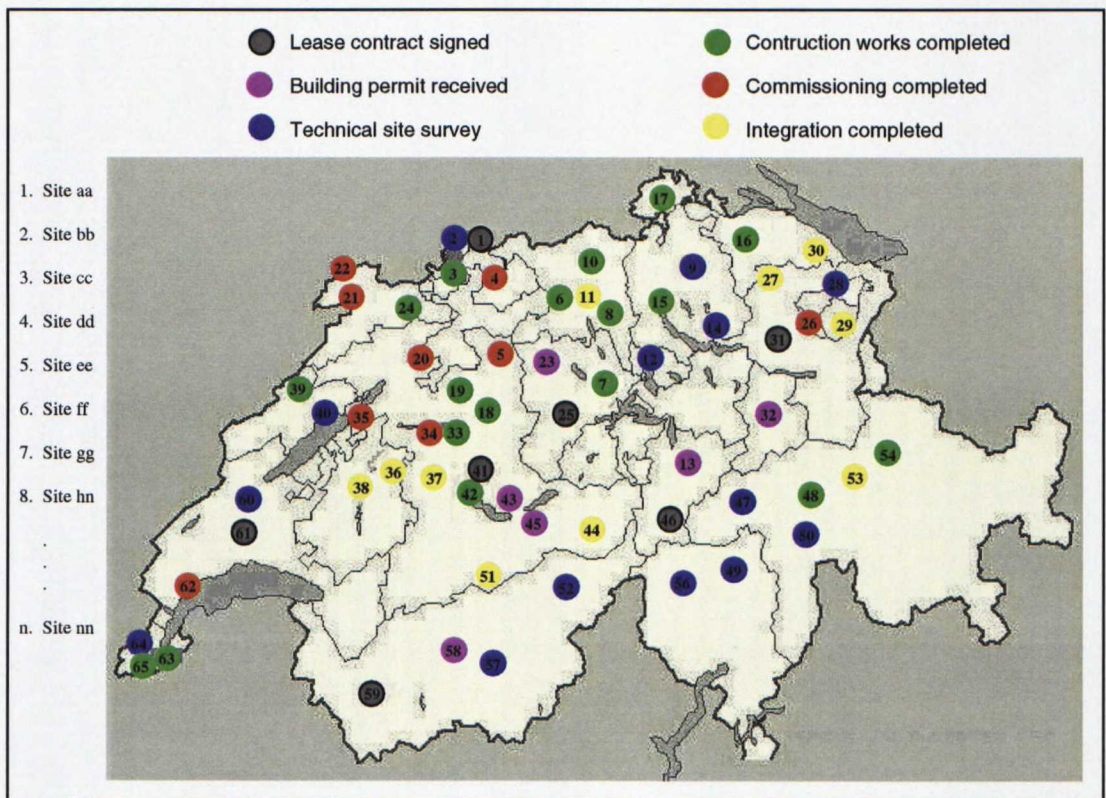 Lease contract signed
Contruction works completed
Building permit received
Commissioning completed
Technical site survey
Integration completed
1. Site aa
2. Site bb
3. Site cc
4. Site dd
5. Site ee
6. Site ff
7. Site gg
8. Site hn
.
.
.
n. Site nn
17
2 1 16 30
22 3 4 10 9 27 28
21 24 6 11 8 15 14 26 29
31
20 5 23 12
39 19 7
40 35 18 25 32
34 33
36 37 41 13 54
38 42 43 53
60 47 48
61 45 44 46 50
62 51 52 56 49
64 58
65 63 57
59